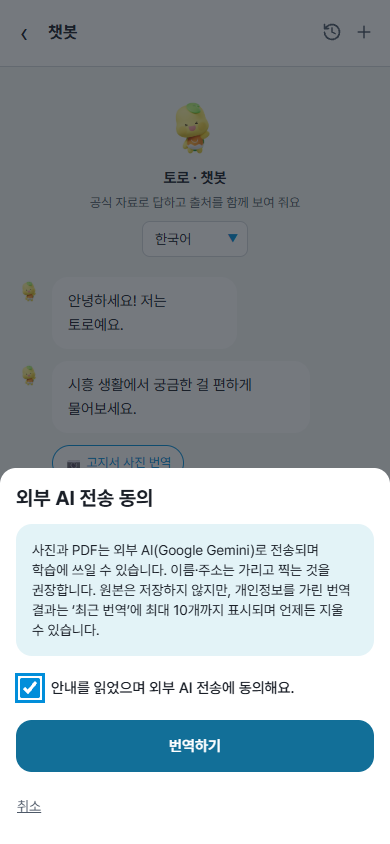 챗봇
토로 · 챗봇
공식 자료로 답하고 출처를 함께 보여 줘요
한국어
안녕하세요! 저는
토로예요.
시흥 생활에서 궁금한 걸 편하게
물어보세요.
고지서 사진 번역
외부 AI 전송 동의
사진과 PDF는 외부 AI(Google Gemini)로 전송되며
학습에 쓰일 수 있습니다. 이름·주소는 가리고 찍는 것을
권장합니다. 원본은 저장하지 않지만, 개인정보를 가린 번역
결과는 ‘최근 번역’에 최대 10개까지 표시되며 언제든 지울
수 있습니다.
안내를 읽었으며 외부 AI 전송에 동의해요.
번역하기
취소